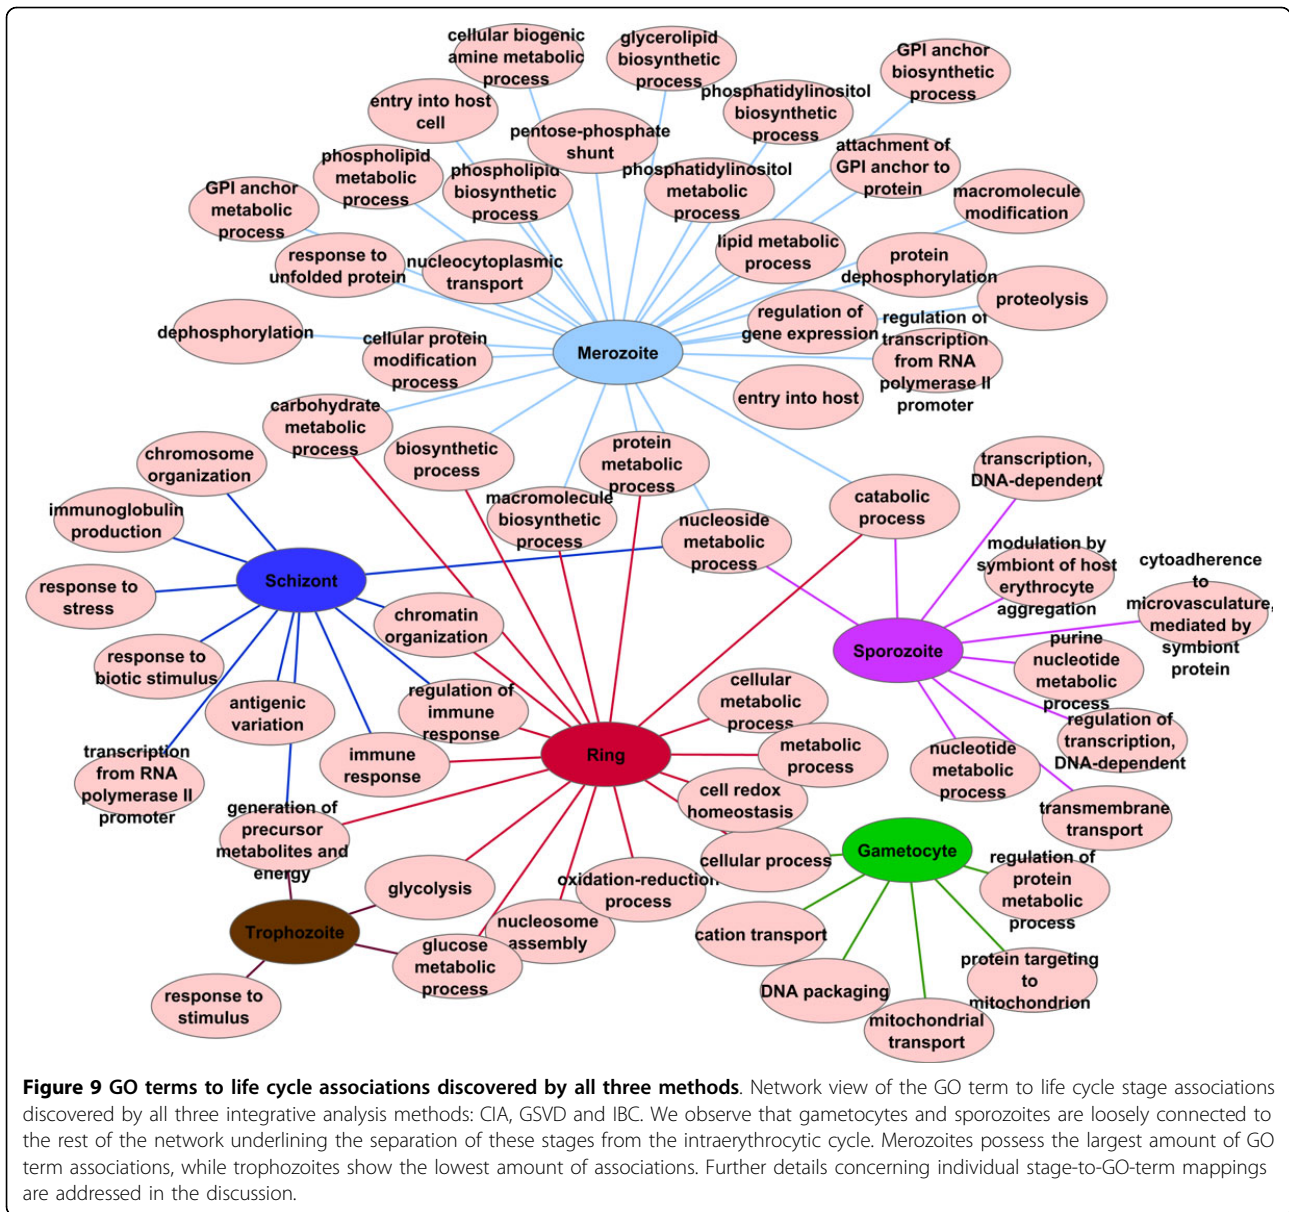 cellular biogenic
amine metabolic
process
glycerolipid
biosynthetic
process
GPI anchor
biosynthetic
process
entry into host
cell
phosphatidylinositol
biosynthetic
process
pentose-phosphate
shunt
attachment of
GPI anchor to
protein
phospholipid
metabolic
process
phospholipid
biosynthetic
process
phosphatidylinositol
metabolic
process
GPI anchor
metabolic
process
macromolecule
modification
response to
unfolded protein
nucleocytoplasmic
transport
lipid metabolic
process
protein
dephosphorylation
proteolysis
dephosphorylation
cellular protein
modification
process
Merozoite
regulation of
gene expression
regulation of
transcription
from RNA
polymerase II
promoter
entry into host
carbohydrate
metabolic
process
biosynthetic
process
protein
metabolic
process
chromosome
organization
macromolecule
biosynthetic
process
catabolic
process
transcription,
DNA-dependent
immunoglobulin
production
nucleoside
metabolic
process
modulation by
symbiont of host
erythrocyte
aggregation
cytoadherence
to
microvasculature,
mediated by
symbiont
protein
Schizont
response to
stress
chromatin
organization
Sporozoite
purine
nucleotide
metabolic
process
response to
biotic stimulus
antigenic
variation
regulation of
immune
response
cellular
metabolic
process
regulation of
transcription,
DNA-dependent
transcription
from RNA
polymerase II
promoter
immune
response
Ring
metabolic
process
nucleotide
metabolic
process
cell redox
homeostasis
transmembrane
transport
generation of
precursor
metabolites and
energy
cellular process
Gametocyte
regulation of
protein
metabolic
process
glycolysis
oxidation-reduction
process
Trophozoite
nucleosome
assembly
glucose
metabolic
process
cation transport
protein targeting
to
mitochondrion
DNA packaging
response to
stimulus
mitochondrial
transport
Figure 9 GO terms to life cycle associations discovered by all three methods. Network view of the GO term to life cycle stage associations
discovered by all three integrative analysis methods: CIA, GSVD and IBC. We observe that gametocytes and sporozoites are loosely connected to
the rest of the network underlining the separation of these stages from the intraerythrocytic cycle. Merozoites possess the largest amount of GO
term associations, while trophozoites show the lowest amount of associations. Further details concerning individual stage-to-GO-term mappings
are addressed in the discussion.